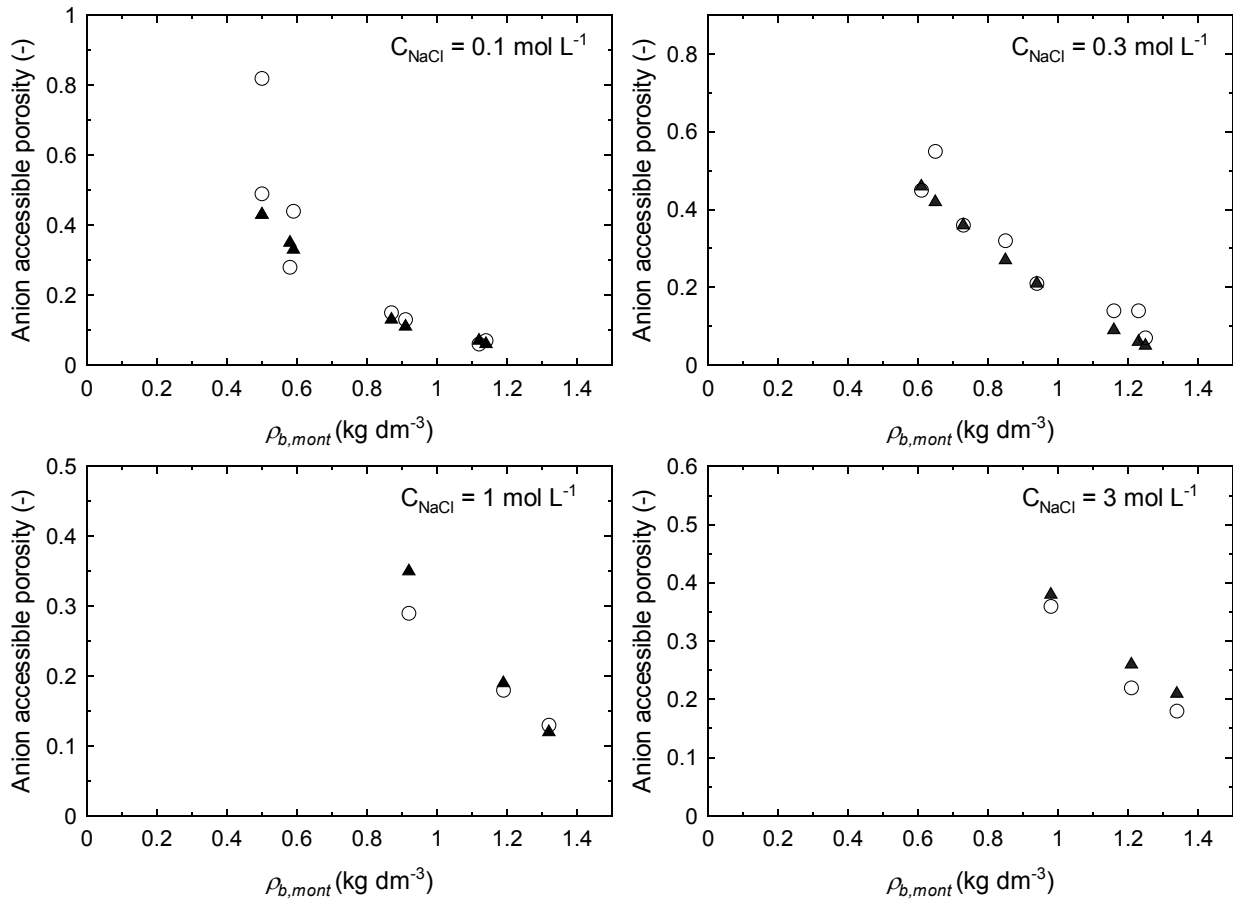 C_NaCl = 0.1 mol L⁻¹
Anion accessible porosity (-)
1
0.8
0.6
0.4
0.2
0
0 0.2 0.4 0.6 0.8 1 1.2 1.4
ρ_b,mont (kg dm⁻³)
C_NaCl = 0.3 mol L⁻¹
Anion accessible porosity (-)
0.8
0.6
0.4
0.2
0
0 0.2 0.4 0.6 0.8 1 1.2 1.4
ρ_b,mont (kg dm⁻³)
C_NaCl = 1 mol L⁻¹
Anion accessible porosity (-)
0.5
0.4
0.3
0.2
0.1
0
0 0.2 0.4 0.6 0.8 1 1.2 1.4
ρ_b,mont (kg dm⁻³)
C_NaCl = 3 mol L⁻¹
Anion accessible porosity (-)
0.6
0.5
0.4
0.3
0.2
0.1
0
0 0.2 0.4 0.6 0.8 1 1.2 1.4
ρ_b,mont (kg dm⁻³)